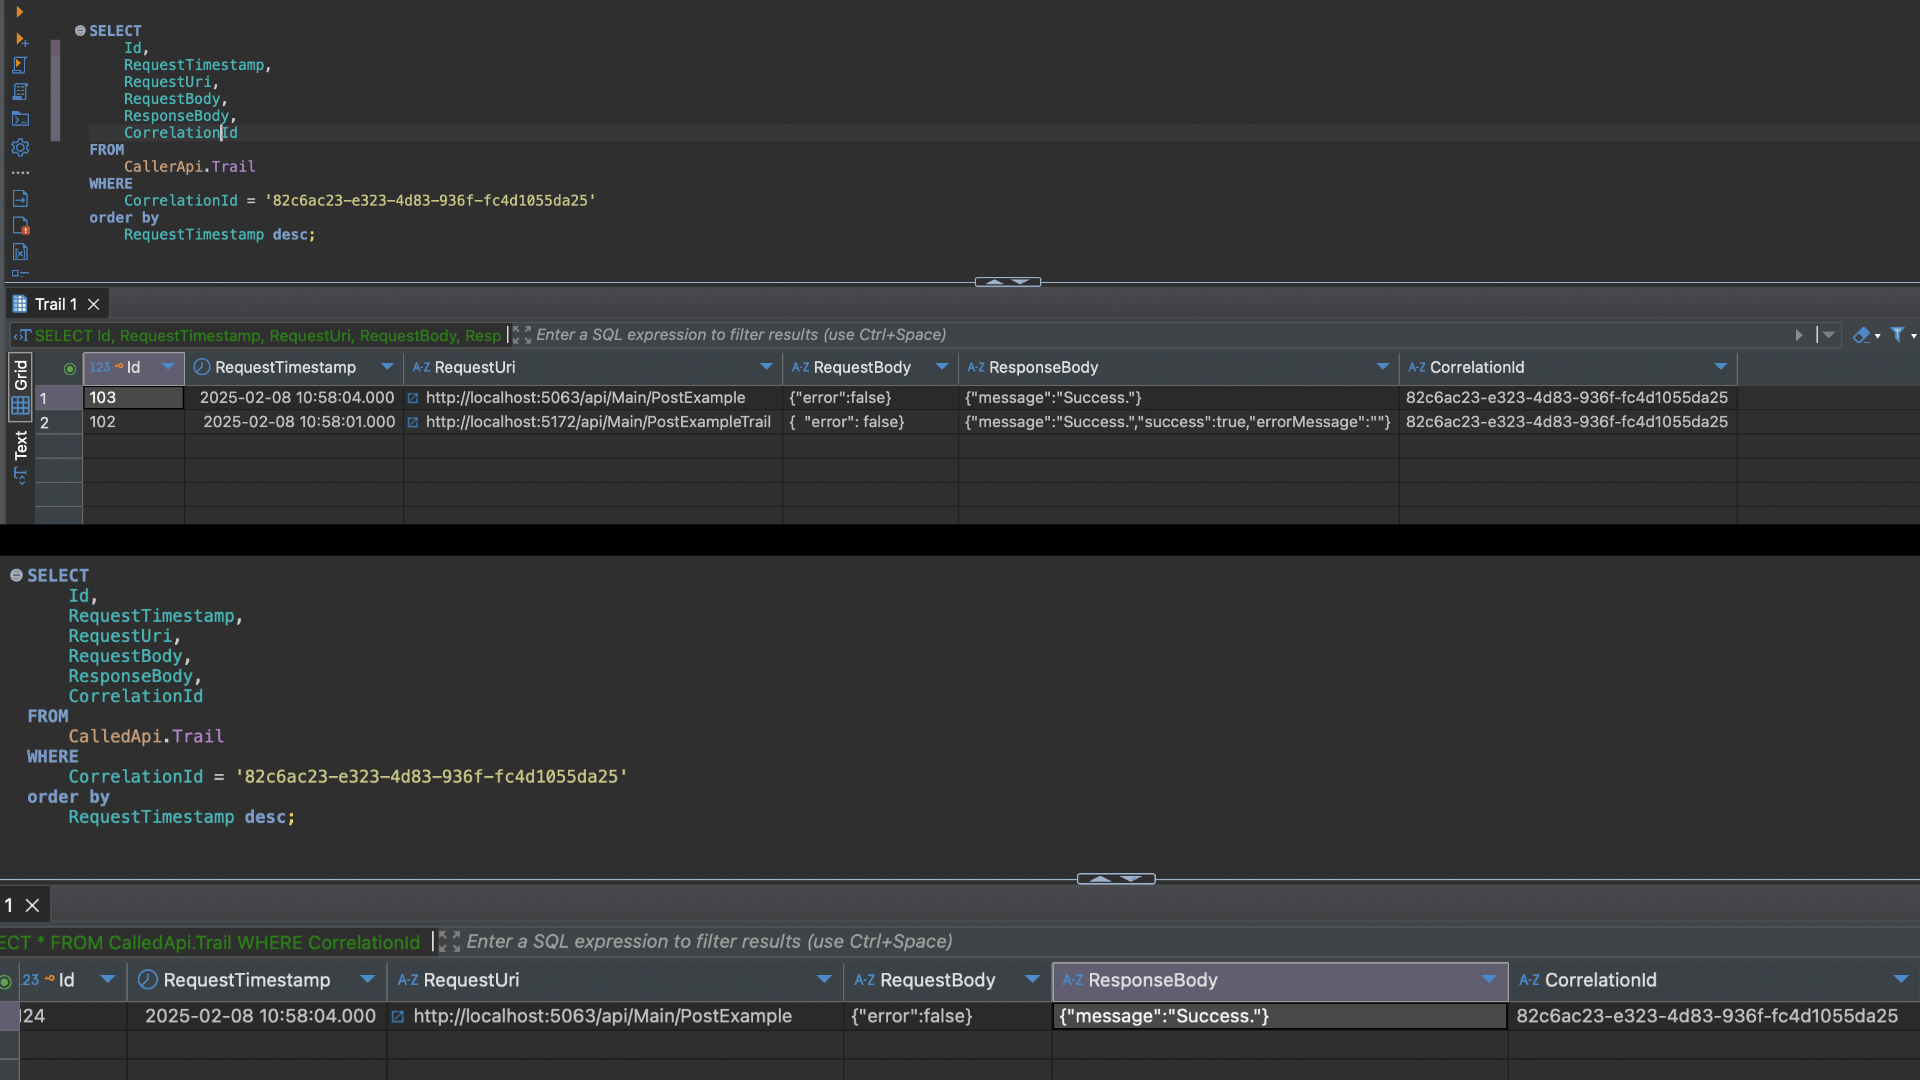 SELECT
Id,
RequestTimestamp,
RequestUri,
RequestBody,
ResponseBody,
CorrelationId
FROM
CallerApi.Trail
WHERE
CorrelationId = '82c6ac23-e323-4d83-936f-fc4d1055da25'
order by
RequestTimestamp desc;
Trail 1
SELECT Id, RequestTimestamp, RequestUri, RequestBody, Resp Enter a SQL expression to filter results (use Ctrl+Space)
Grid
Text
123 Id A-Z RequestTimestamp A-Z RequestUri A-Z RequestBody A-Z ResponseBody A-Z CorrelationId
1 103 2025-02-08 10:58:04.000 http://localhost:5063/api/Main/PostExample {"error":false} {"message":"Success."} 82c6ac23-e323-4d83-936f-fc4d1055da25
2 102 2025-02-08 10:58:01.000 http://localhost:5172/api/Main/PostExampleTrail { "error": false} {"message":"Success.","success":true,"errorMessage":""} 82c6ac23-e323-4d83-936f-fc4d1055da25
SELECT
Id,
RequestTimestamp,
RequestUri,
RequestBody,
ResponseBody,
CorrelationId
FROM
CalledApi.Trail
WHERE
CorrelationId = '82c6ac23-e323-4d83-936f-fc4d1055da25'
order by
RequestTimestamp desc;
1
ECT * FROM CalledApi.Trail WHERE CorrelationId Enter a SQL expression to filter results (use Ctrl+Space)
23 Id RequestTimestamp A-Z RequestUri A-Z RequestBody A-Z ResponseBody A-Z CorrelationId
24 2025-02-08 10:58:04.000 http://localhost:5063/api/Main/PostExample {"error":false} {"message":"Success."} 82c6ac23-e323-4d83-936f-fc4d1055da25